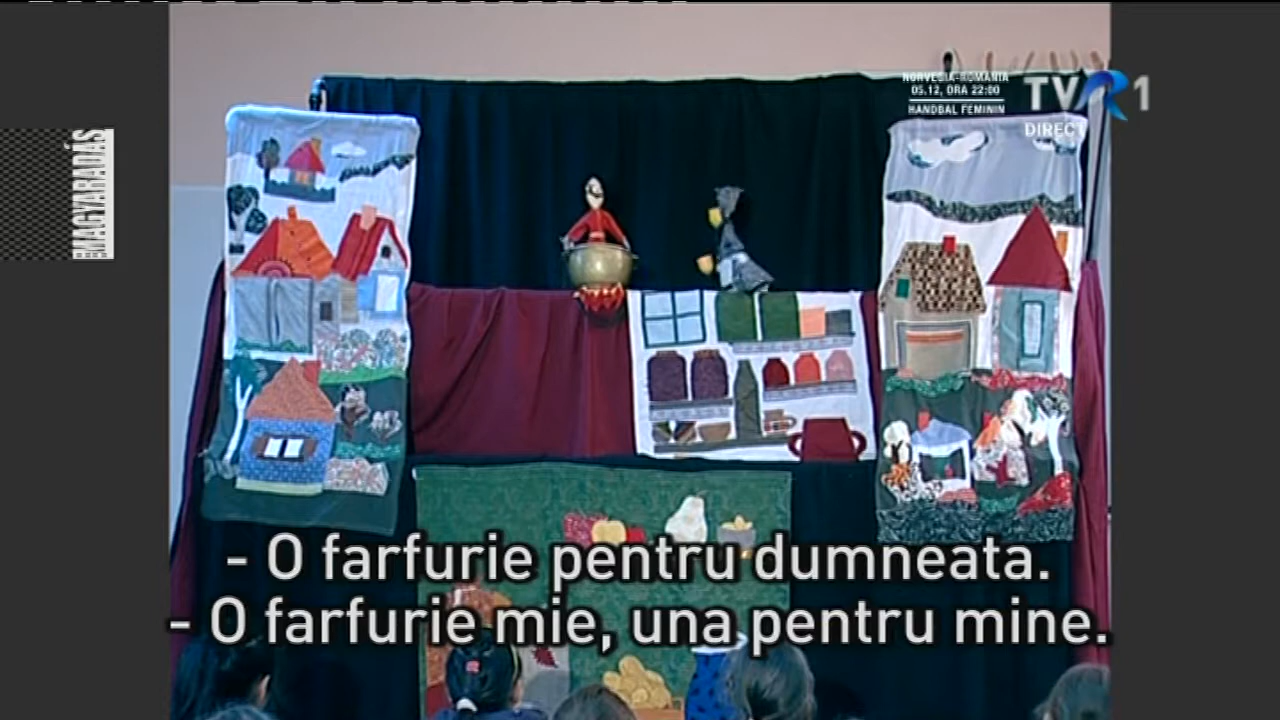 NORVEGIA-ROMANIA
05.12, ORA 22:00
HANDBAL FEMININ
TVR1
DIRECT
MAGYARADÁS
- O farfurie pentru dumneata.
- O farfurie mie, una pentru mine.